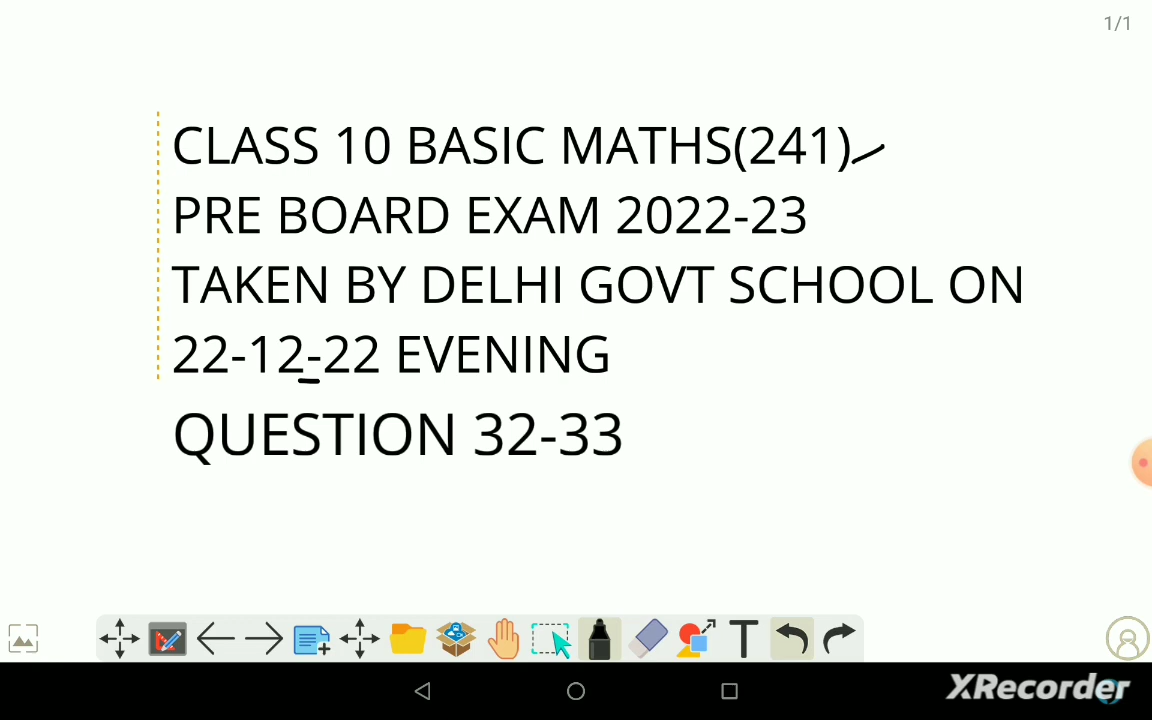 1/1
CLASS 10 BASIC MATHS(241)
PRE BOARD EXAM 2022-23
TAKEN BY DELHI GOVT SCHOOL ON
22-12-22 EVENING
QUESTION 32-33
T
XRecorder